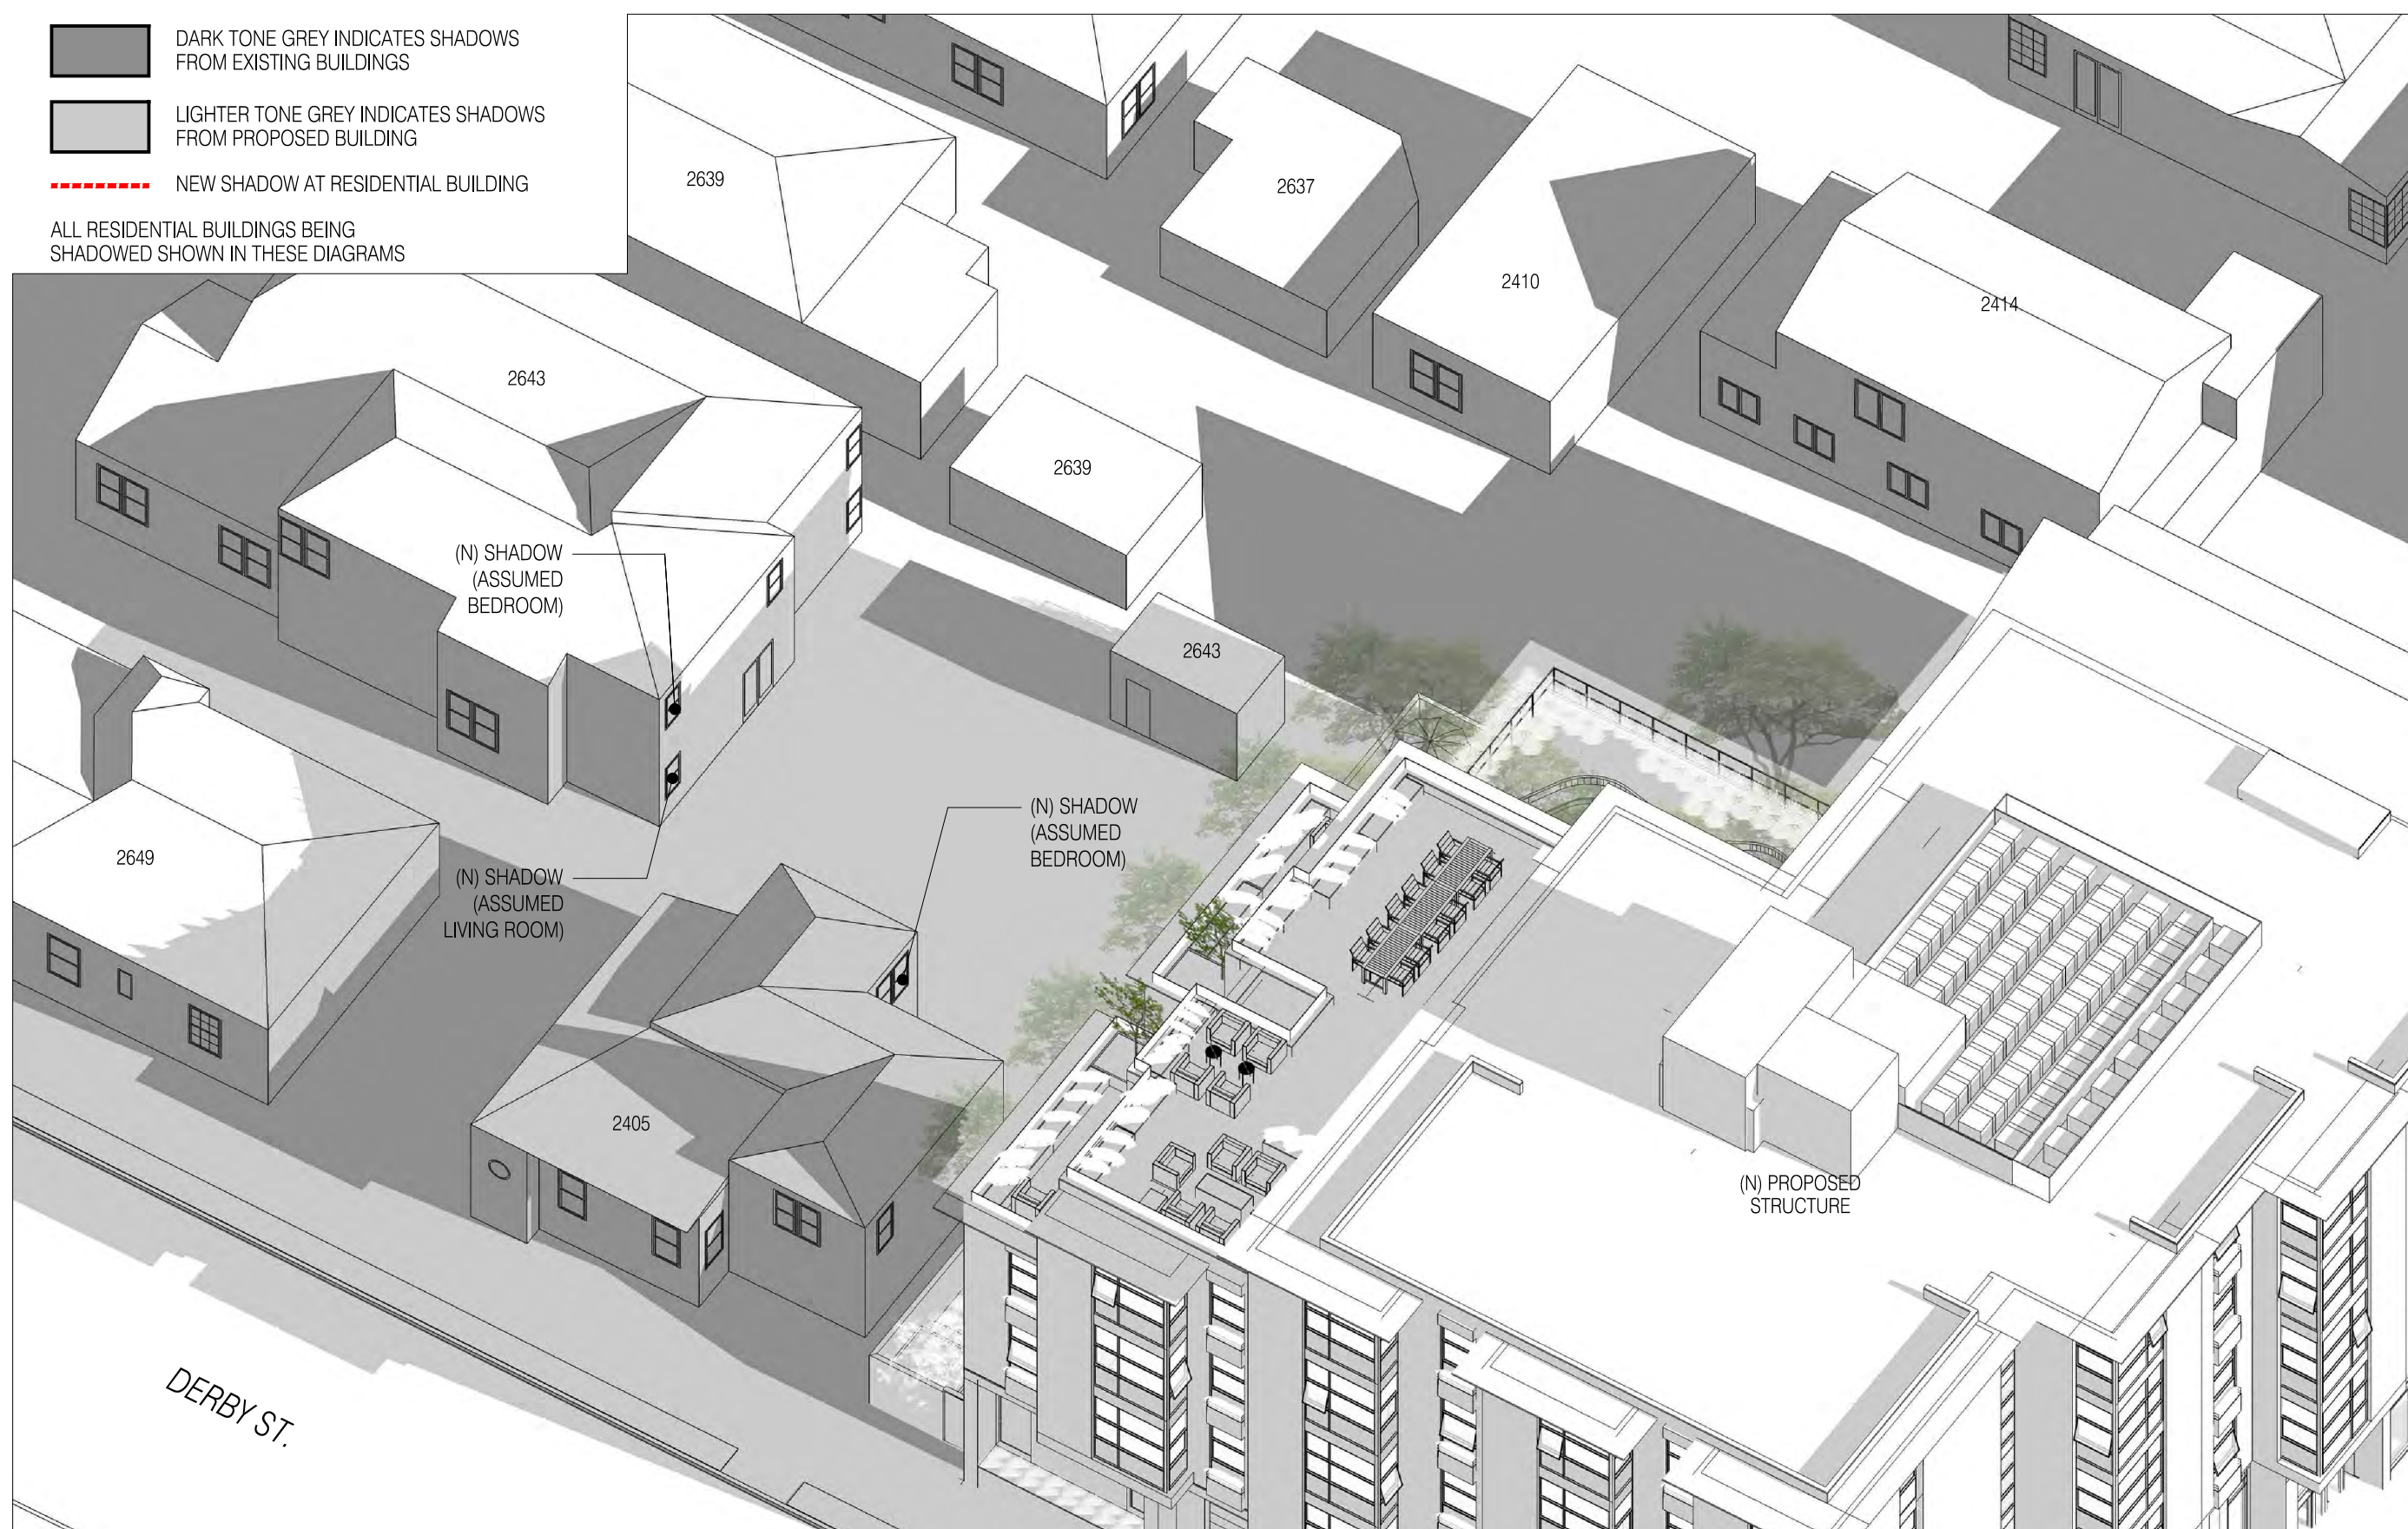 DARK TONE GREY INDICATES SHADOWS
FROM EXISTING BUILDINGS
LIGHTER TONE GREY INDICATES SHADOWS
FROM PROPOSED BUILDING
NEW SHADOW AT RESIDENTIAL BUILDING
ALL RESIDENTIAL BUILDINGS BEING
SHADOWED SHOWN IN THESE DIAGRAMS
2639
2637
2410
2414
2643
2639
(N) SHADOW
(ASSUMED
BEDROOM)
2643
(N) SHADOW
(ASSUMED
BEDROOM)
2649
(N) SHADOW
(ASSUMED
LIVING ROOM)
2405
(N) PROPOSED
STRUCTURE
DERBY ST.